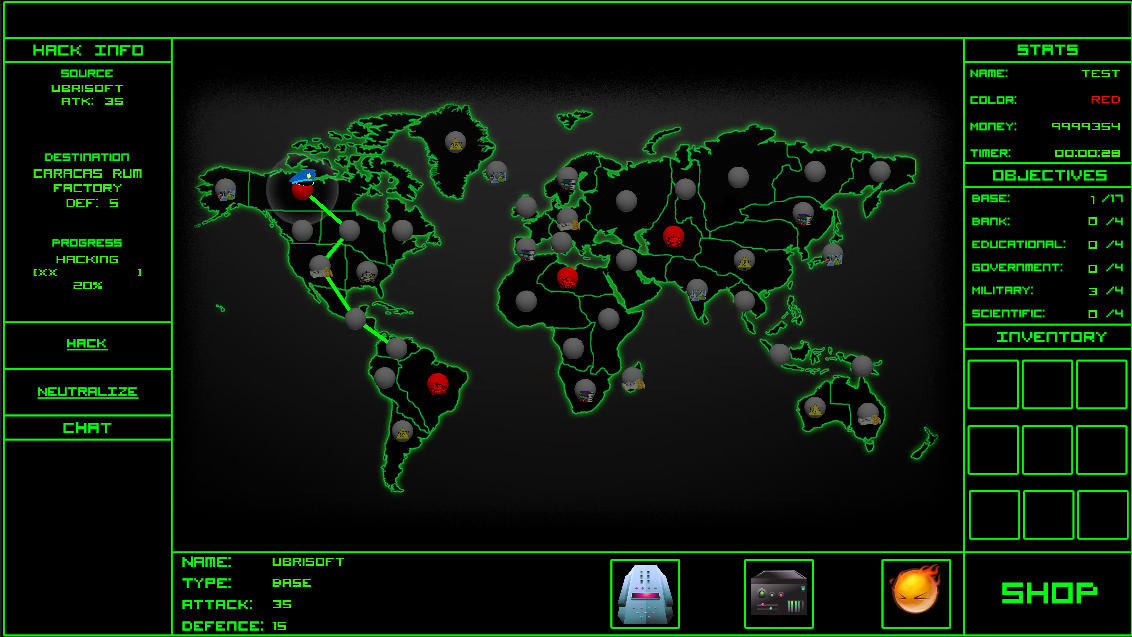 HACK INFO
SOURCE
UBRISOFT
ATK: 35
DESTINATION
CARACAS RUM
FACTORY
DEF: 5
PROGRESS
HACKING
[XX ]
20%
HACK
NEUTRALIZE
CHAT
NAME: UBRISOFT
TYPE: BASE
ATTACK: 35
DEFENCE: 15
STATS
NAME: TEST
COLOR: RED
MONEY: 9999354
TIMER: 00:00:28
OBJECTIVES
BASE: 1 /17
BANK: 0 /4
EDUCATIONAL: 0 /4
GOVERNMENT: 0 /4
MILITARY: 3 /4
SCIENTIFIC: 0 /4
INVENTORY
SHOP